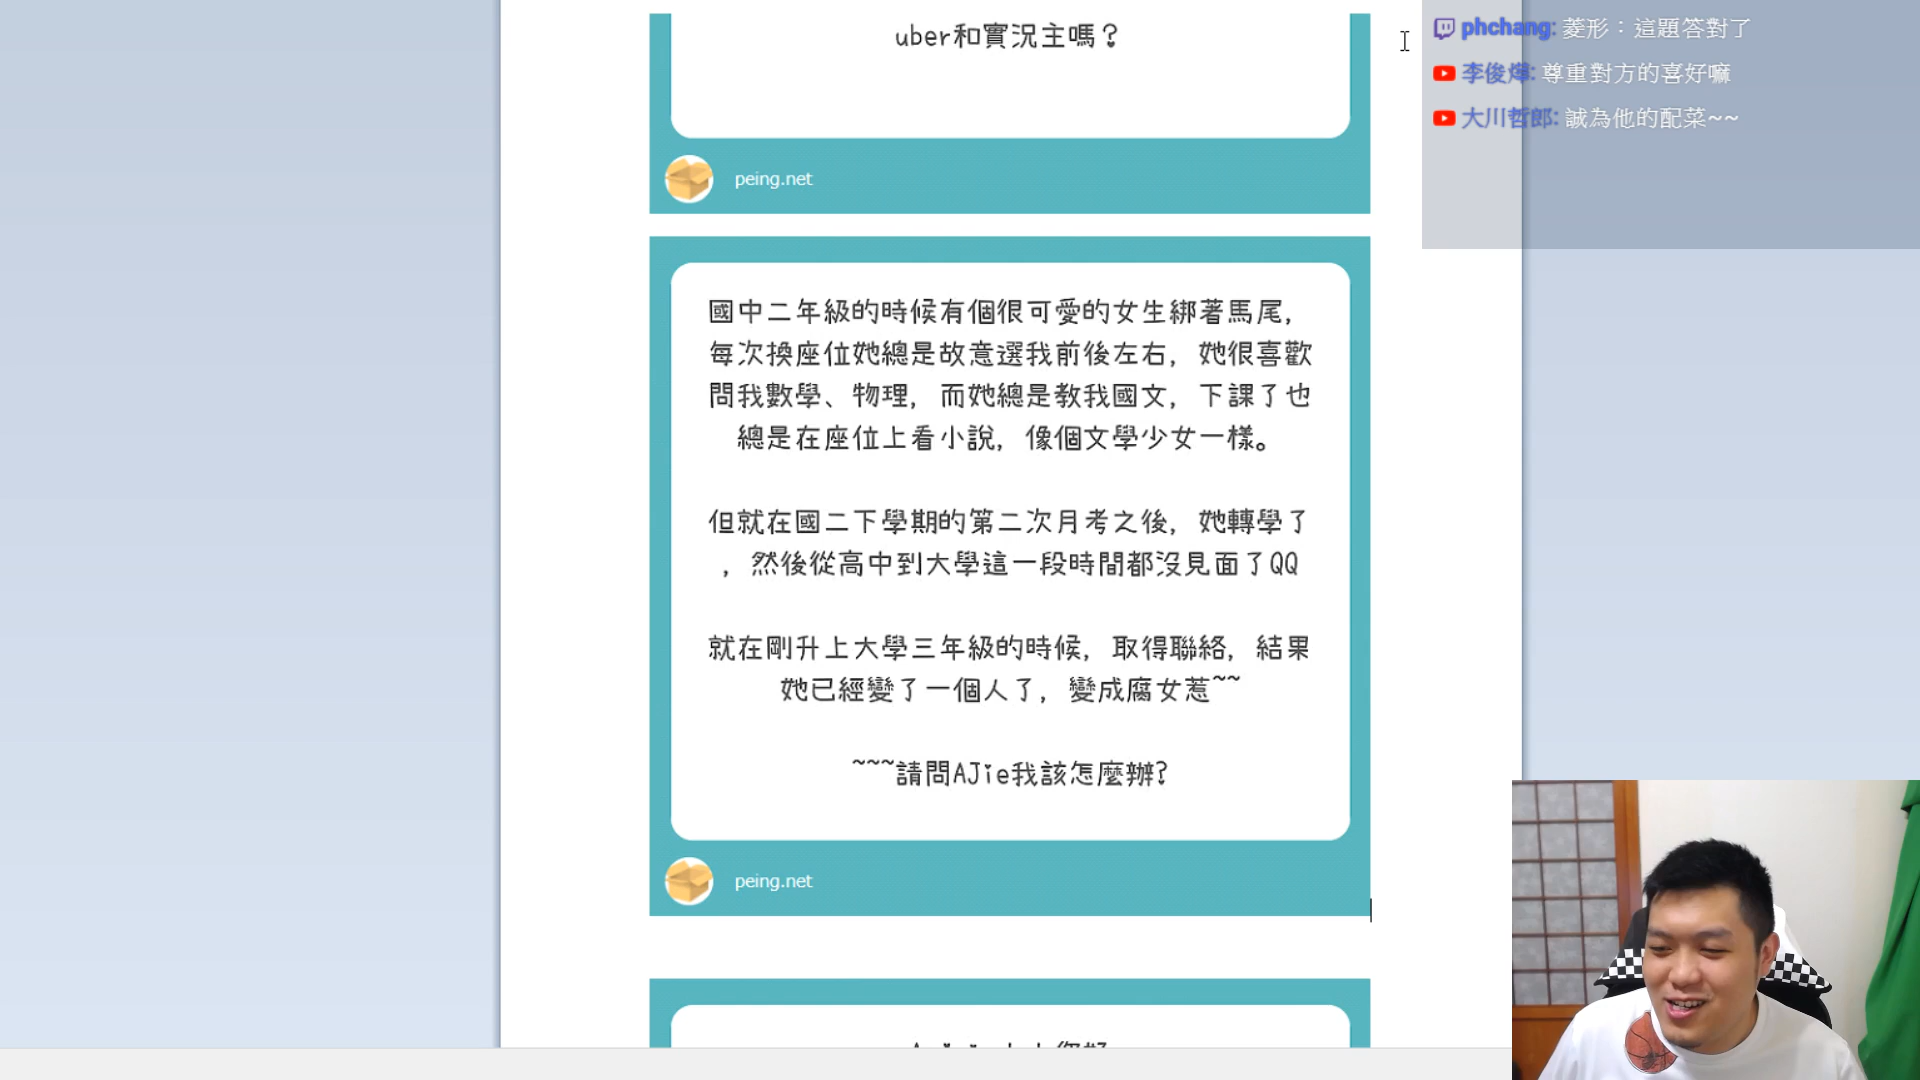 uber和實況主嗎？
peing.net
國中二年級的時候有個很可愛的女生綁著馬尾,
每次換座位她總是故意選我前後左右, 她很喜歡
問我數學、物理, 而她總是教我國文, 下課了也
總是在座位上看小說, 像個文學少女一樣。
但就在國二下學期的第二次月考之後, 她轉學了
, 然後從高中到大學這一段時間都沒見面了QQ
就在剛升上大學三年級的時候, 取得聯絡, 結果
她已經變了一個人了, 變成腐女惹~~
~~~請問AJie我該怎麼辦?
peing.net
phchang: 菱形：這題答對了
李俊燁: 尊重對方的喜好嘛
大川哲郎: 誠為他的配菜~~